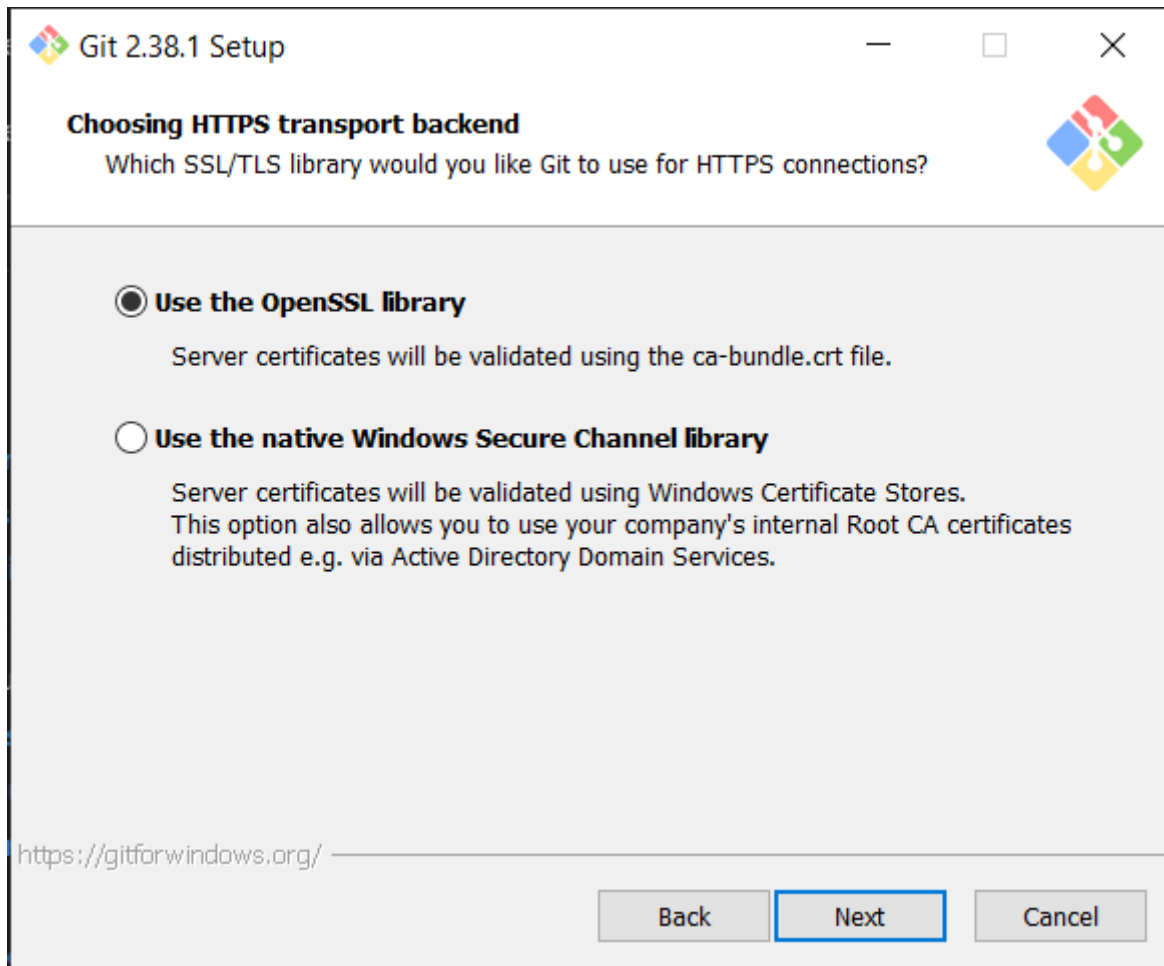 Git 2.38.1 Setup
Choosing HTTPS transport backend
Which SSL/TLS library would you like Git to use for HTTPS connections?
Use the OpenSSL library
Server certificates will be validated using the ca-bundle.crt file.
Use the native Windows Secure Channel library
Server certificates will be validated using Windows Certificate Stores.
This option also allows you to use your company's internal Root CA certificates
distributed e.g. via Active Directory Domain Services.
https://gitforwindows.org/
Back Next Cancel